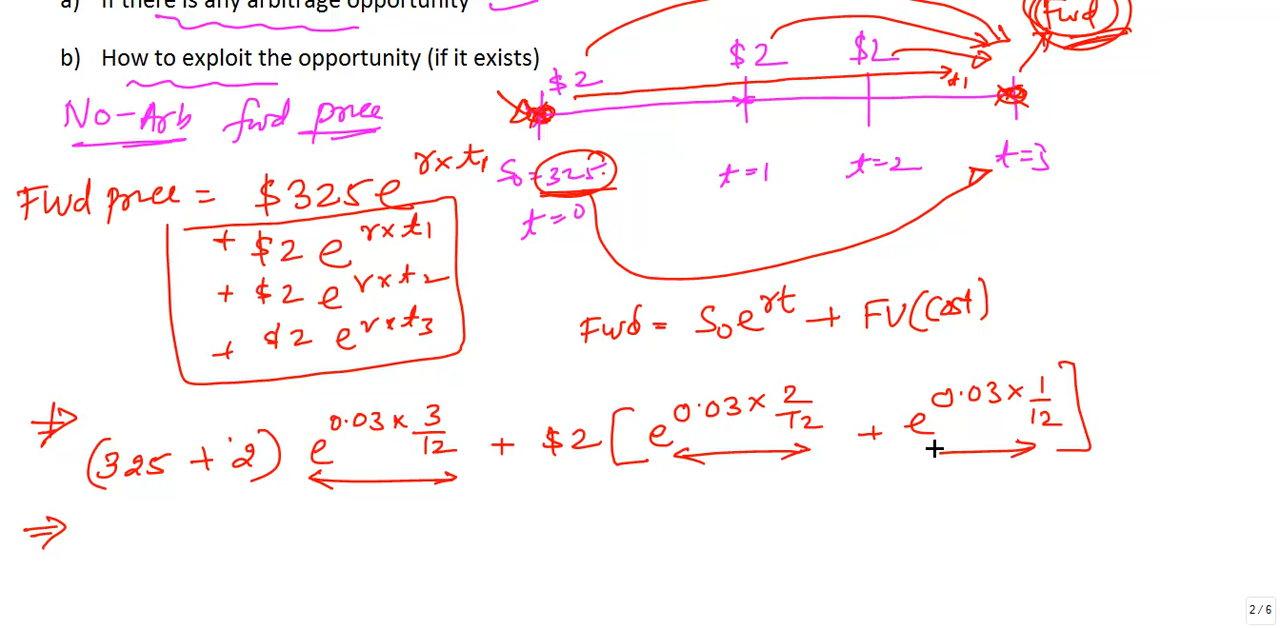 a) If there is any arbitrage opportunity
(Fwd)
b) How to exploit the opportunity (if it exists)
$2 $2 $2
t1
No-Arb fwd price
S0 = 325 t=1 t=2 t=3
t=0
Fwd price = $325e^{r×t1}
+ $2 e^{r×t1}
+ $2 e^{r×t2}
+ $2 e^{r×t3}
Fwd = S0e^{rt} + FV(Cost)
⇒ (325 + 2) e^{0.03 × 3/12} + $2 [e^{0.03 × 2/12} + e^{0.03 × 1/12}]
⇒
2 / 6